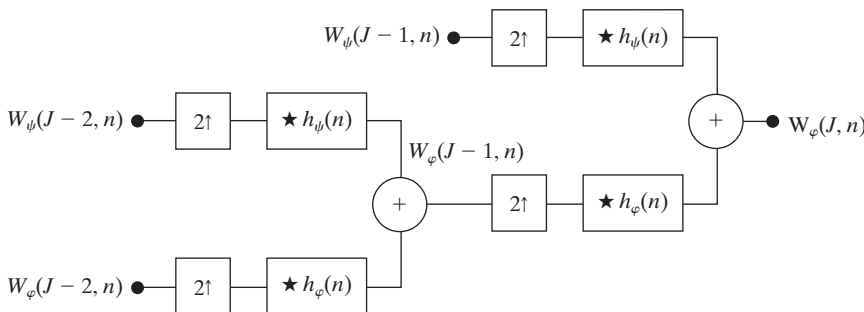 W_ψ(J − 1, n)
2↑
★ h_ψ(n)
W_ψ(J − 2, n)
2↑
★ h_ψ(n)
+
W_φ(J, n)
W_φ(J − 1, n)
+
2↑
★ h_φ(n)
W_φ(J − 2, n)
2↑
★ h_φ(n)